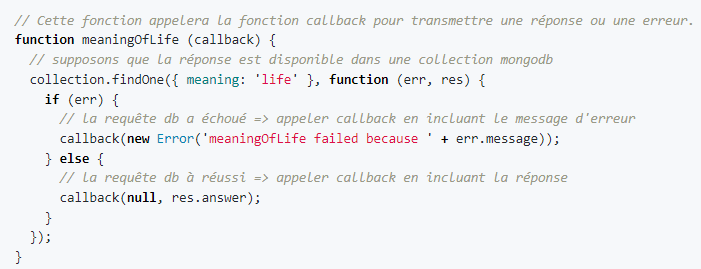 // Cette fonction appelera la fonction callback pour transmettre une réponse ou une erreur.
function meaningOfLife (callback) {
  // supposons que la réponse est disponible dans une collection mongodb
  collection.findOne({ meaning: 'life' }, function (err, res) {
    if (err) {
      // la requête db a échoué => appeler callback en incluant le message d'erreur
      callback(new Error('meaningOfLife failed because ' + err.message));
    } else {
      // la requête db à réussi => appeler callback en incluant la réponse
      callback(null, res.answer);
    }
  });
}